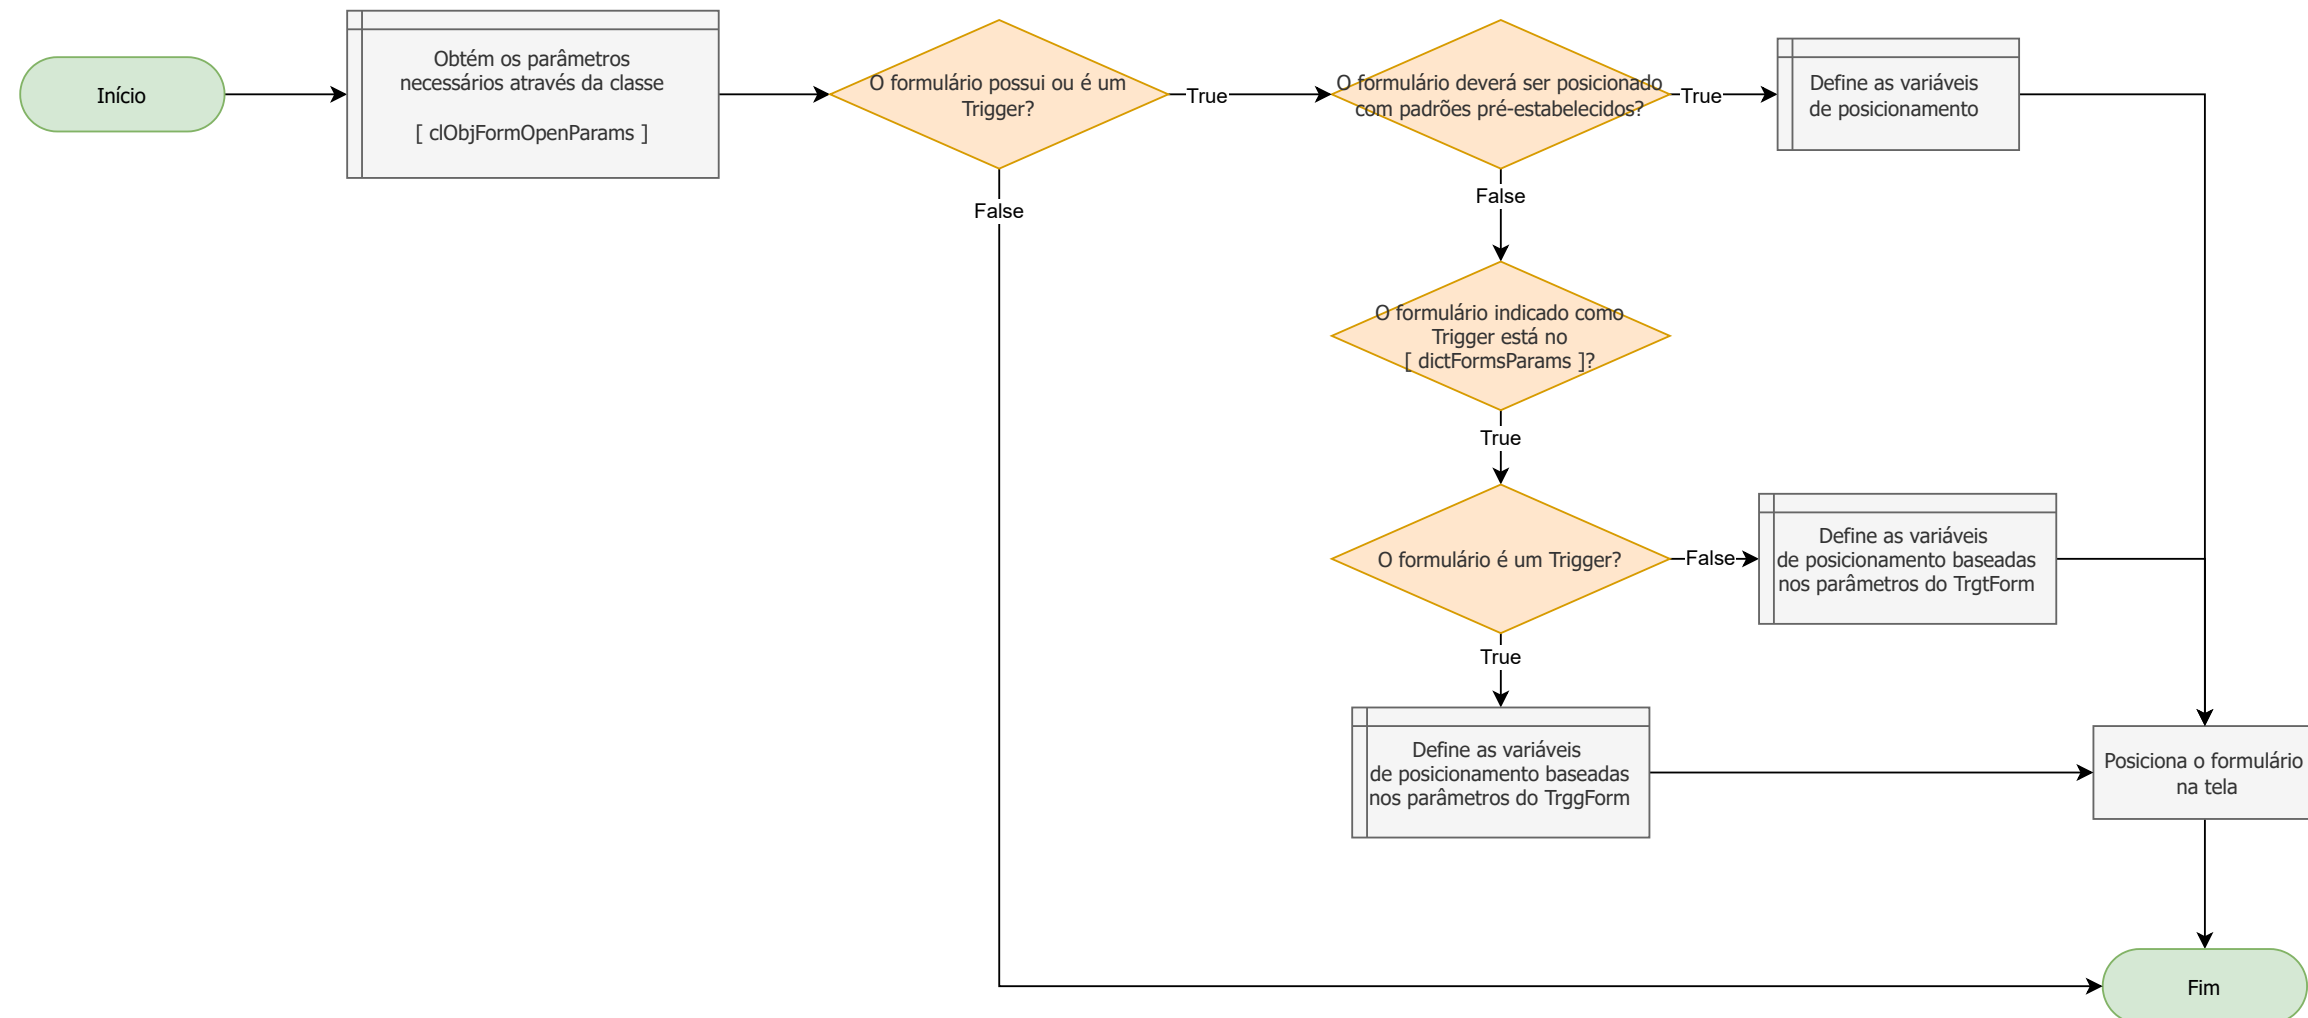 Início
Obtém os parâmetros
necessários através da classe
[ clObjFormOpenParams ]
O formulário possui ou é um
Trigger?
True
False
O formulário deverá ser posicionado
com padrões pré-estabelecidos?
True
Define as variáveis
de posicionamento
False
O formulário indicado como
Trigger está no
[ dictFormsParams ]?
True
O formulário é um Trigger?
False
Define as variáveis
de posicionamento baseadas
nos parâmetros do TrgtForm
True
Define as variáveis
de posicionamento baseadas
nos parâmetros do TrggForm
Posiciona o formulário
na tela
Fim